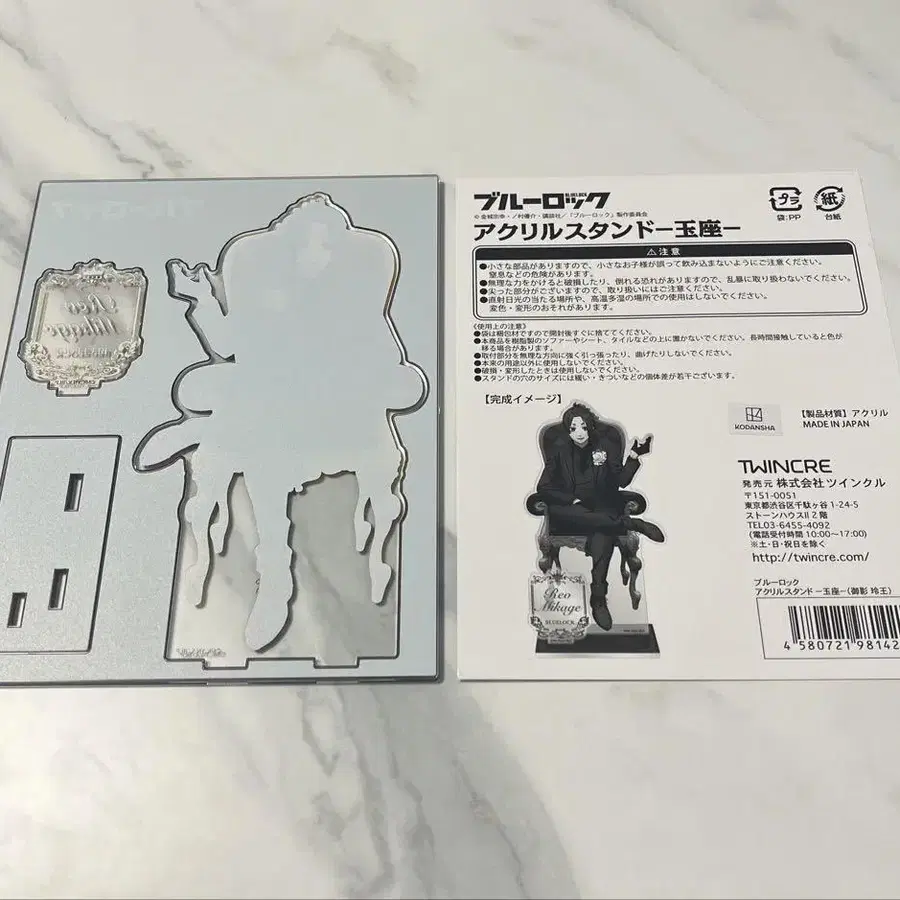 Reo
Mikage
BLUELOCK
ブルーロック
BLUELOCK
© 金城宗幸・ノ村優介・講談社/「ブルーロック」製作委員会
アクリルスタンドー玉座ー
プラ
袋:PP
紙
台紙
⚠注意
●小さな部品がありますので、小さなお子様が誤って飲み込まないようにご注意ください。
窒息などの危険があります。
●無理な力をかけると破損したり、倒れる恐れがありますので、乱暴に取り扱わないでください。
●尖った部分がございますので、取り扱いにはご注意ください。
●直射日光の当たる場所や、高温多湿の場所での使用はしないでください。
変色・変形のおそれがあります。
《使用上の注意》
●袋は梱包材ですので開封後すぐに捨ててください。
●本商品を樹脂製のソファーやシート、タイルなどの上に置かないでください。長時間接触していると色が
移る場合があります。
●取付部分を無理な方向に強く引っ張ったり、曲げたりしないでください。
●本来の用途以外に使用しないでください。
●破損・変形したときは使用しないでください。
●スタンドの穴のサイズには緩い・きついなどの個体差が若干ございます。
【完成イメージ】
Reo
Mikage
BLUELOCK
KODANSHA
【製品材質】アクリル
MADE IN JAPAN
TWINCRE
発売元 株式会社ツインクル
〒151-0051
東京都渋谷区千駄ヶ谷 1-24-5
ストーンハウスII 2 階
TEL03-6455-4092
(電話受付時間 10:00～17:00)
※土・日・祝日を除く
http://twincre.com/
ブルーロック
アクリルスタンド ー玉座ー(御影 玲王)
4 580721 98142